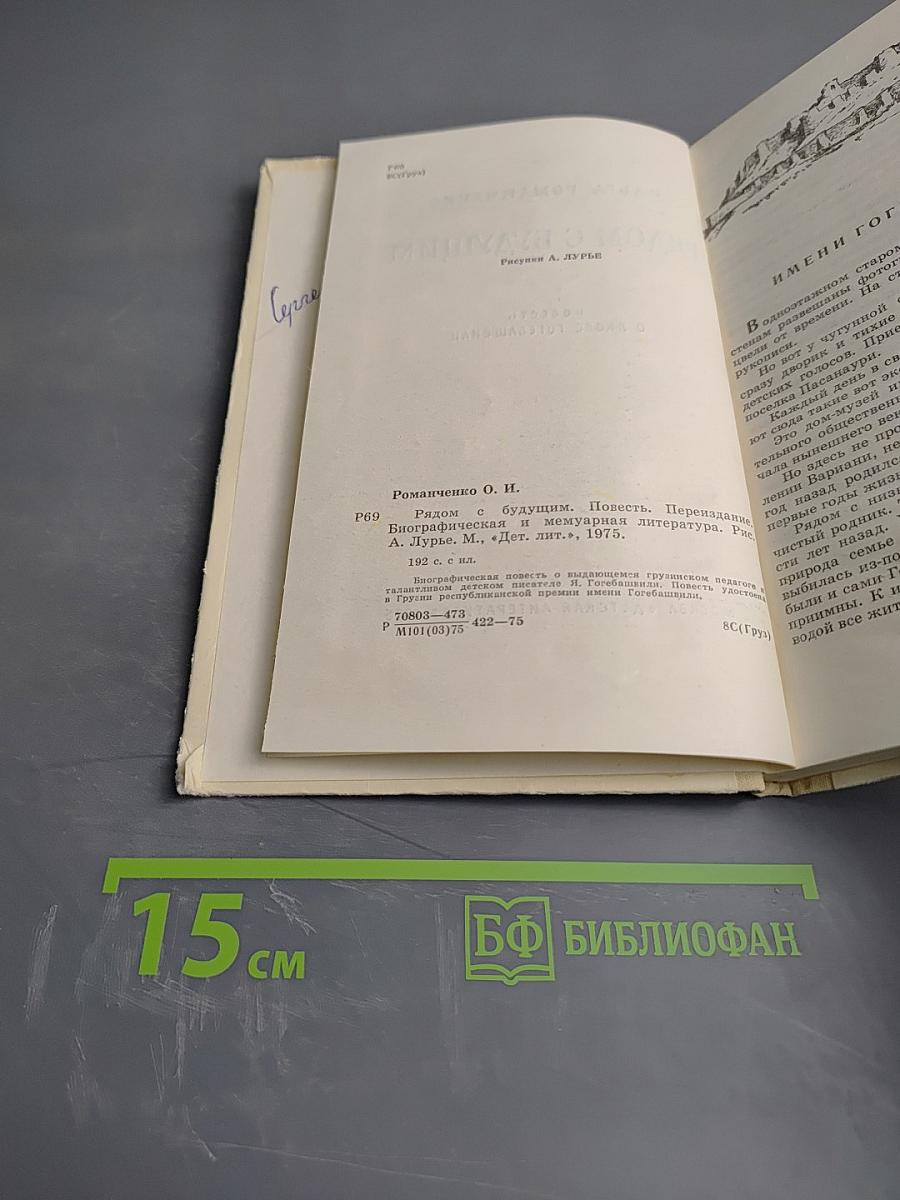 Р69
8С(Груз)
Рисунки А. ЛУРЬЕ
Романченко О. И.
Р69 Рядом с будущим. Повесть. Переиздание.
Биографическая и мемуарная литература. Рис.
А. Лурье. М., «Дет. лит.», 1975.
192 с. с ил.
Биографическая повесть о выдающемся грузинском педагоге и
талантливом детском писателе Я. Гогебашвили. Повесть удостоена
в Грузии республиканской премии имени Гогебашвили.
Р 70803—473
М101(03)75 422—75
8С(Груз)
ИМЕНИ ГОГ
В одноэтажном старом
стенам развешаны фотог
цвели от времени. На ст
рукописи.
Но вот у чугунной
сразу дворик и тихие
детских голосов. Прие
поселка Пасанаури.
Каждый день в св
ют сюда такие вот экс
Это дом-музей и
тельного обществени
чала нынешнего век
Но здесь не про
лении Вариани, не
год назад родилс
первые годы жизн
Рядом с низ
чистый родник.
сти лет назад.
природа семье
выбилась из-по
были и сами Г
приимны. К и
водой все жит
15 см
БФ БИБЛИОФАН